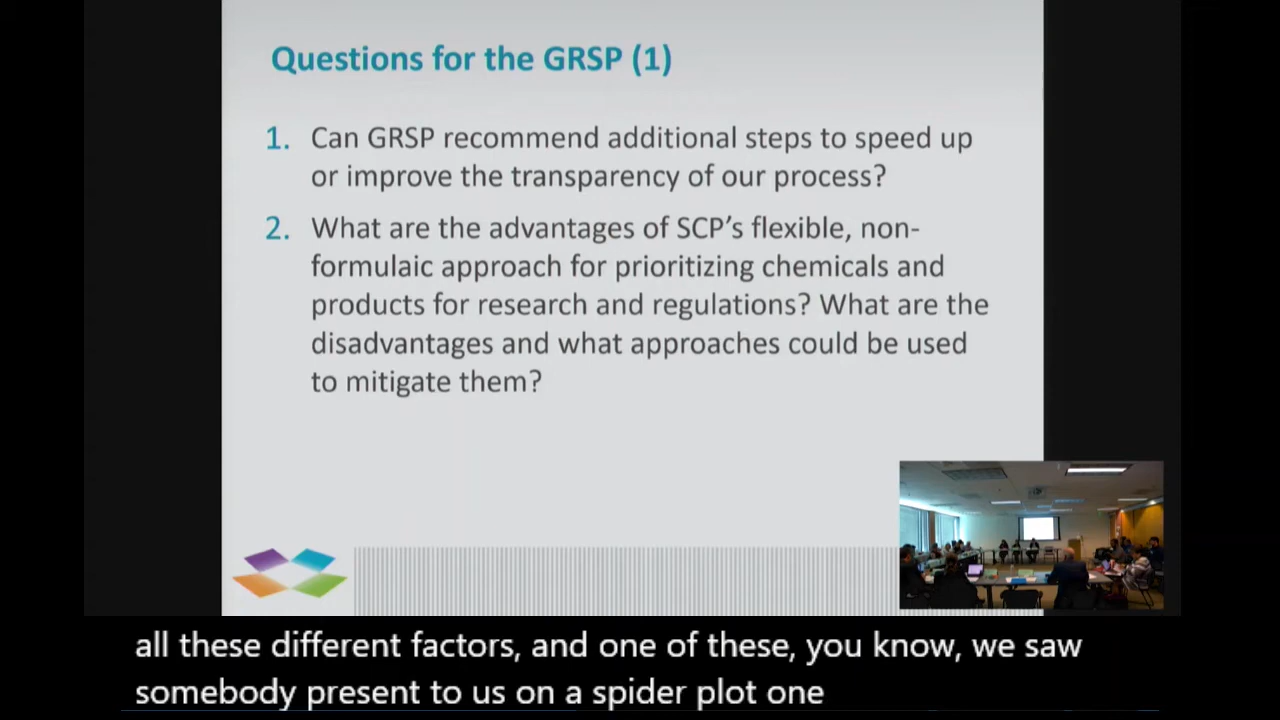 Questions for the GRSP (1)
1. Can GRSP recommend additional steps to speed up
or improve the transparency of our process?
2. What are the advantages of SCP’s flexible, non-
formulaic approach for prioritizing chemicals and
products for research and regulations? What are the
disadvantages and what approaches could be used
to mitigate them?
all these different factors, and one of these, you know, we saw
somebody present to us on a spider plot one